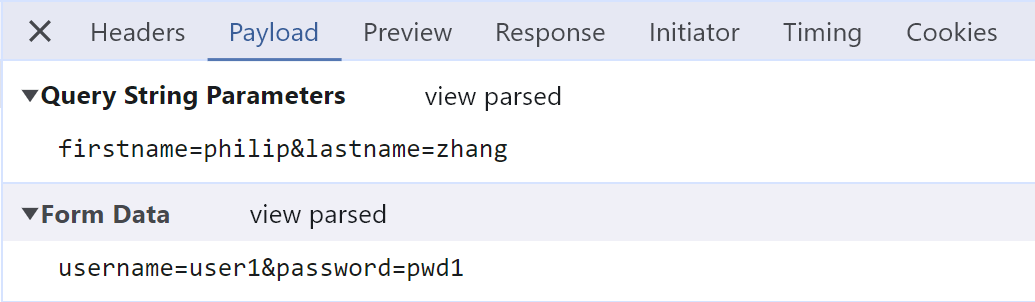 Headers Payload Preview Response Initiator Timing Cookies
Query String Parameters view parsed
firstname=philip&lastname=zhang
Form Data view parsed
username=user1&password=pwd1